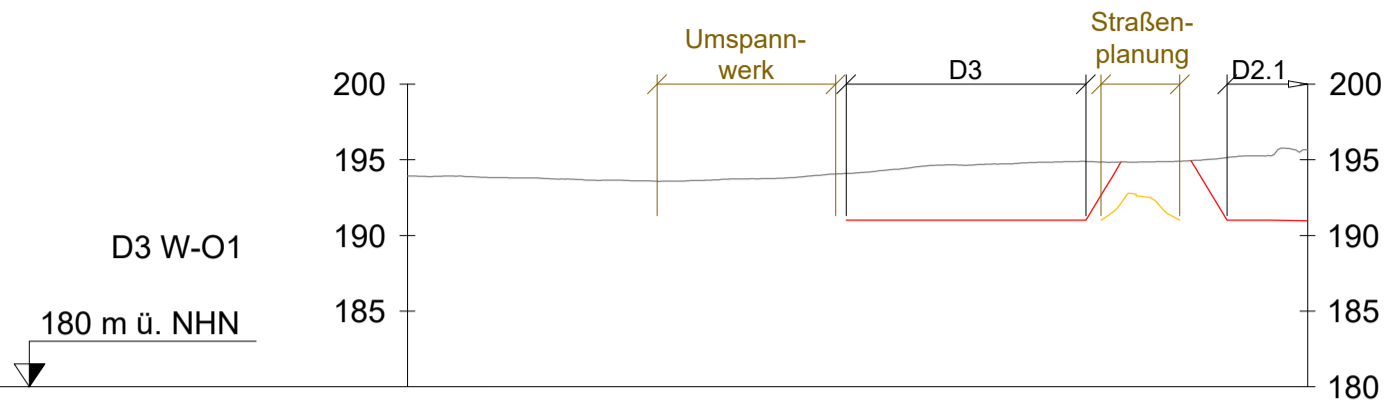 Straßen-
planung
Umspann-
werk
D3
D2.1
200
200
195
195
190
190
D3 W-O1
185
185
180 m ü. NHN
180